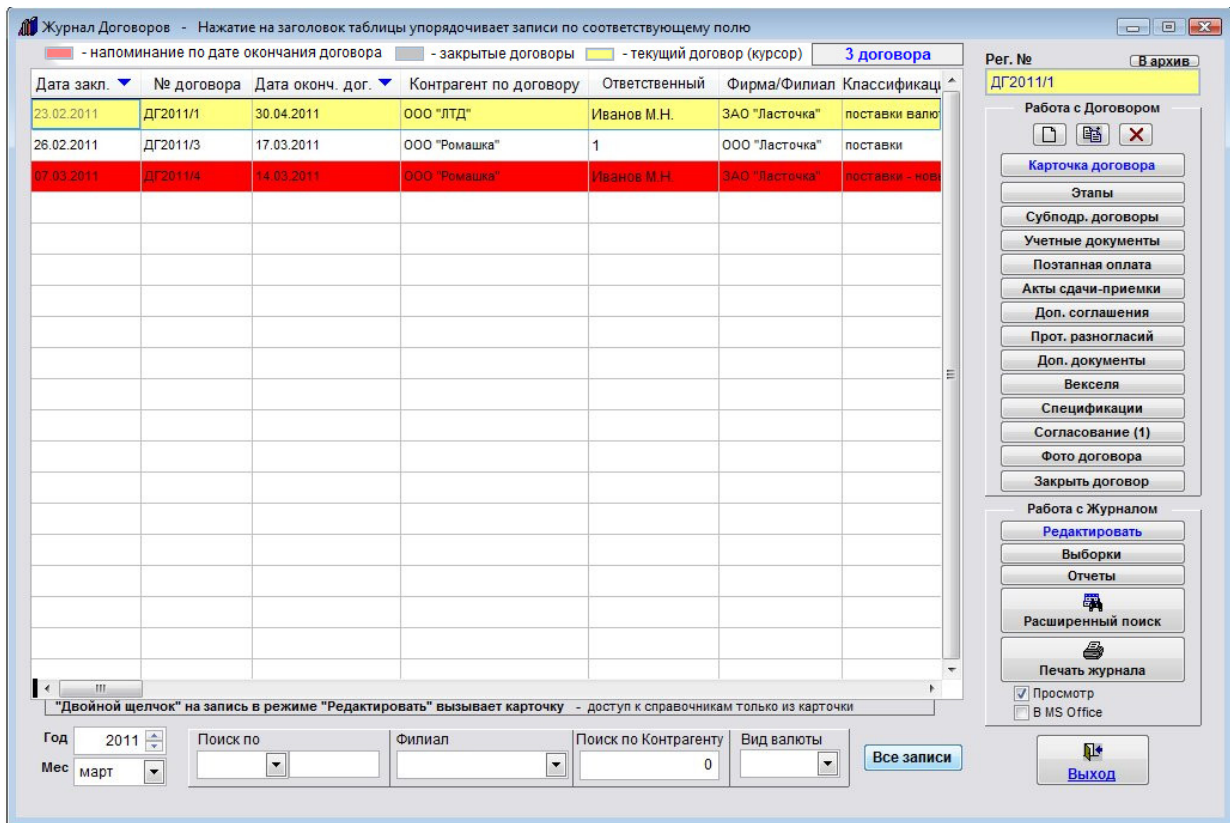 Журнал Договоров - Нажатие на заголовок таблицы упорядочивает записи по соответствующему полю
- напоминание по дате окончания договора - закрытые договоры - текущий договор (курсор) 3 договора
Дата закл. № договора Дата оконч. дог. Контрагент по договору Ответственный Фирма/Филиал Классификаци
23.02.2011 ДГ2011/1 30.04.2011 ООО "ЛТД" Иванов М.Н. ЗАО "Ласточка" поставки валют
26.02.2011 ДГ2011/3 17.03.2011 ООО "Ромашка" 1 ООО "Ласточка" поставки
07.03.2011 ДГ2011/4 14.03.2011 ООО "Ромашка" Иванов М.Н. ЗАО "Ласточка" поставки - новы
"Двойной щелчок" на запись в режиме "Редактировать" вызывает карточку - доступ к справочникам только из карточки
Год 2011
Мес март
Поиск по
Филиал
Поиск по Контрагенту
0
Вид валюты
Все записи
Рег. № В архив
ДГ2011/1
Работа с Договором
Карточка договора
Этапы
Субподр. договоры
Учетные документы
Поэтапная оплата
Акты сдачи-приемки
Доп. соглашения
Прот. разногласий
Доп. документы
Векселя
Спецификации
Согласование (1)
Фото договора
Закрыть договор
Работа с Журналом
Редактировать
Выборки
Отчеты
Расширенный поиск
Печать журнала
Просмотр
В MS Office
Выход